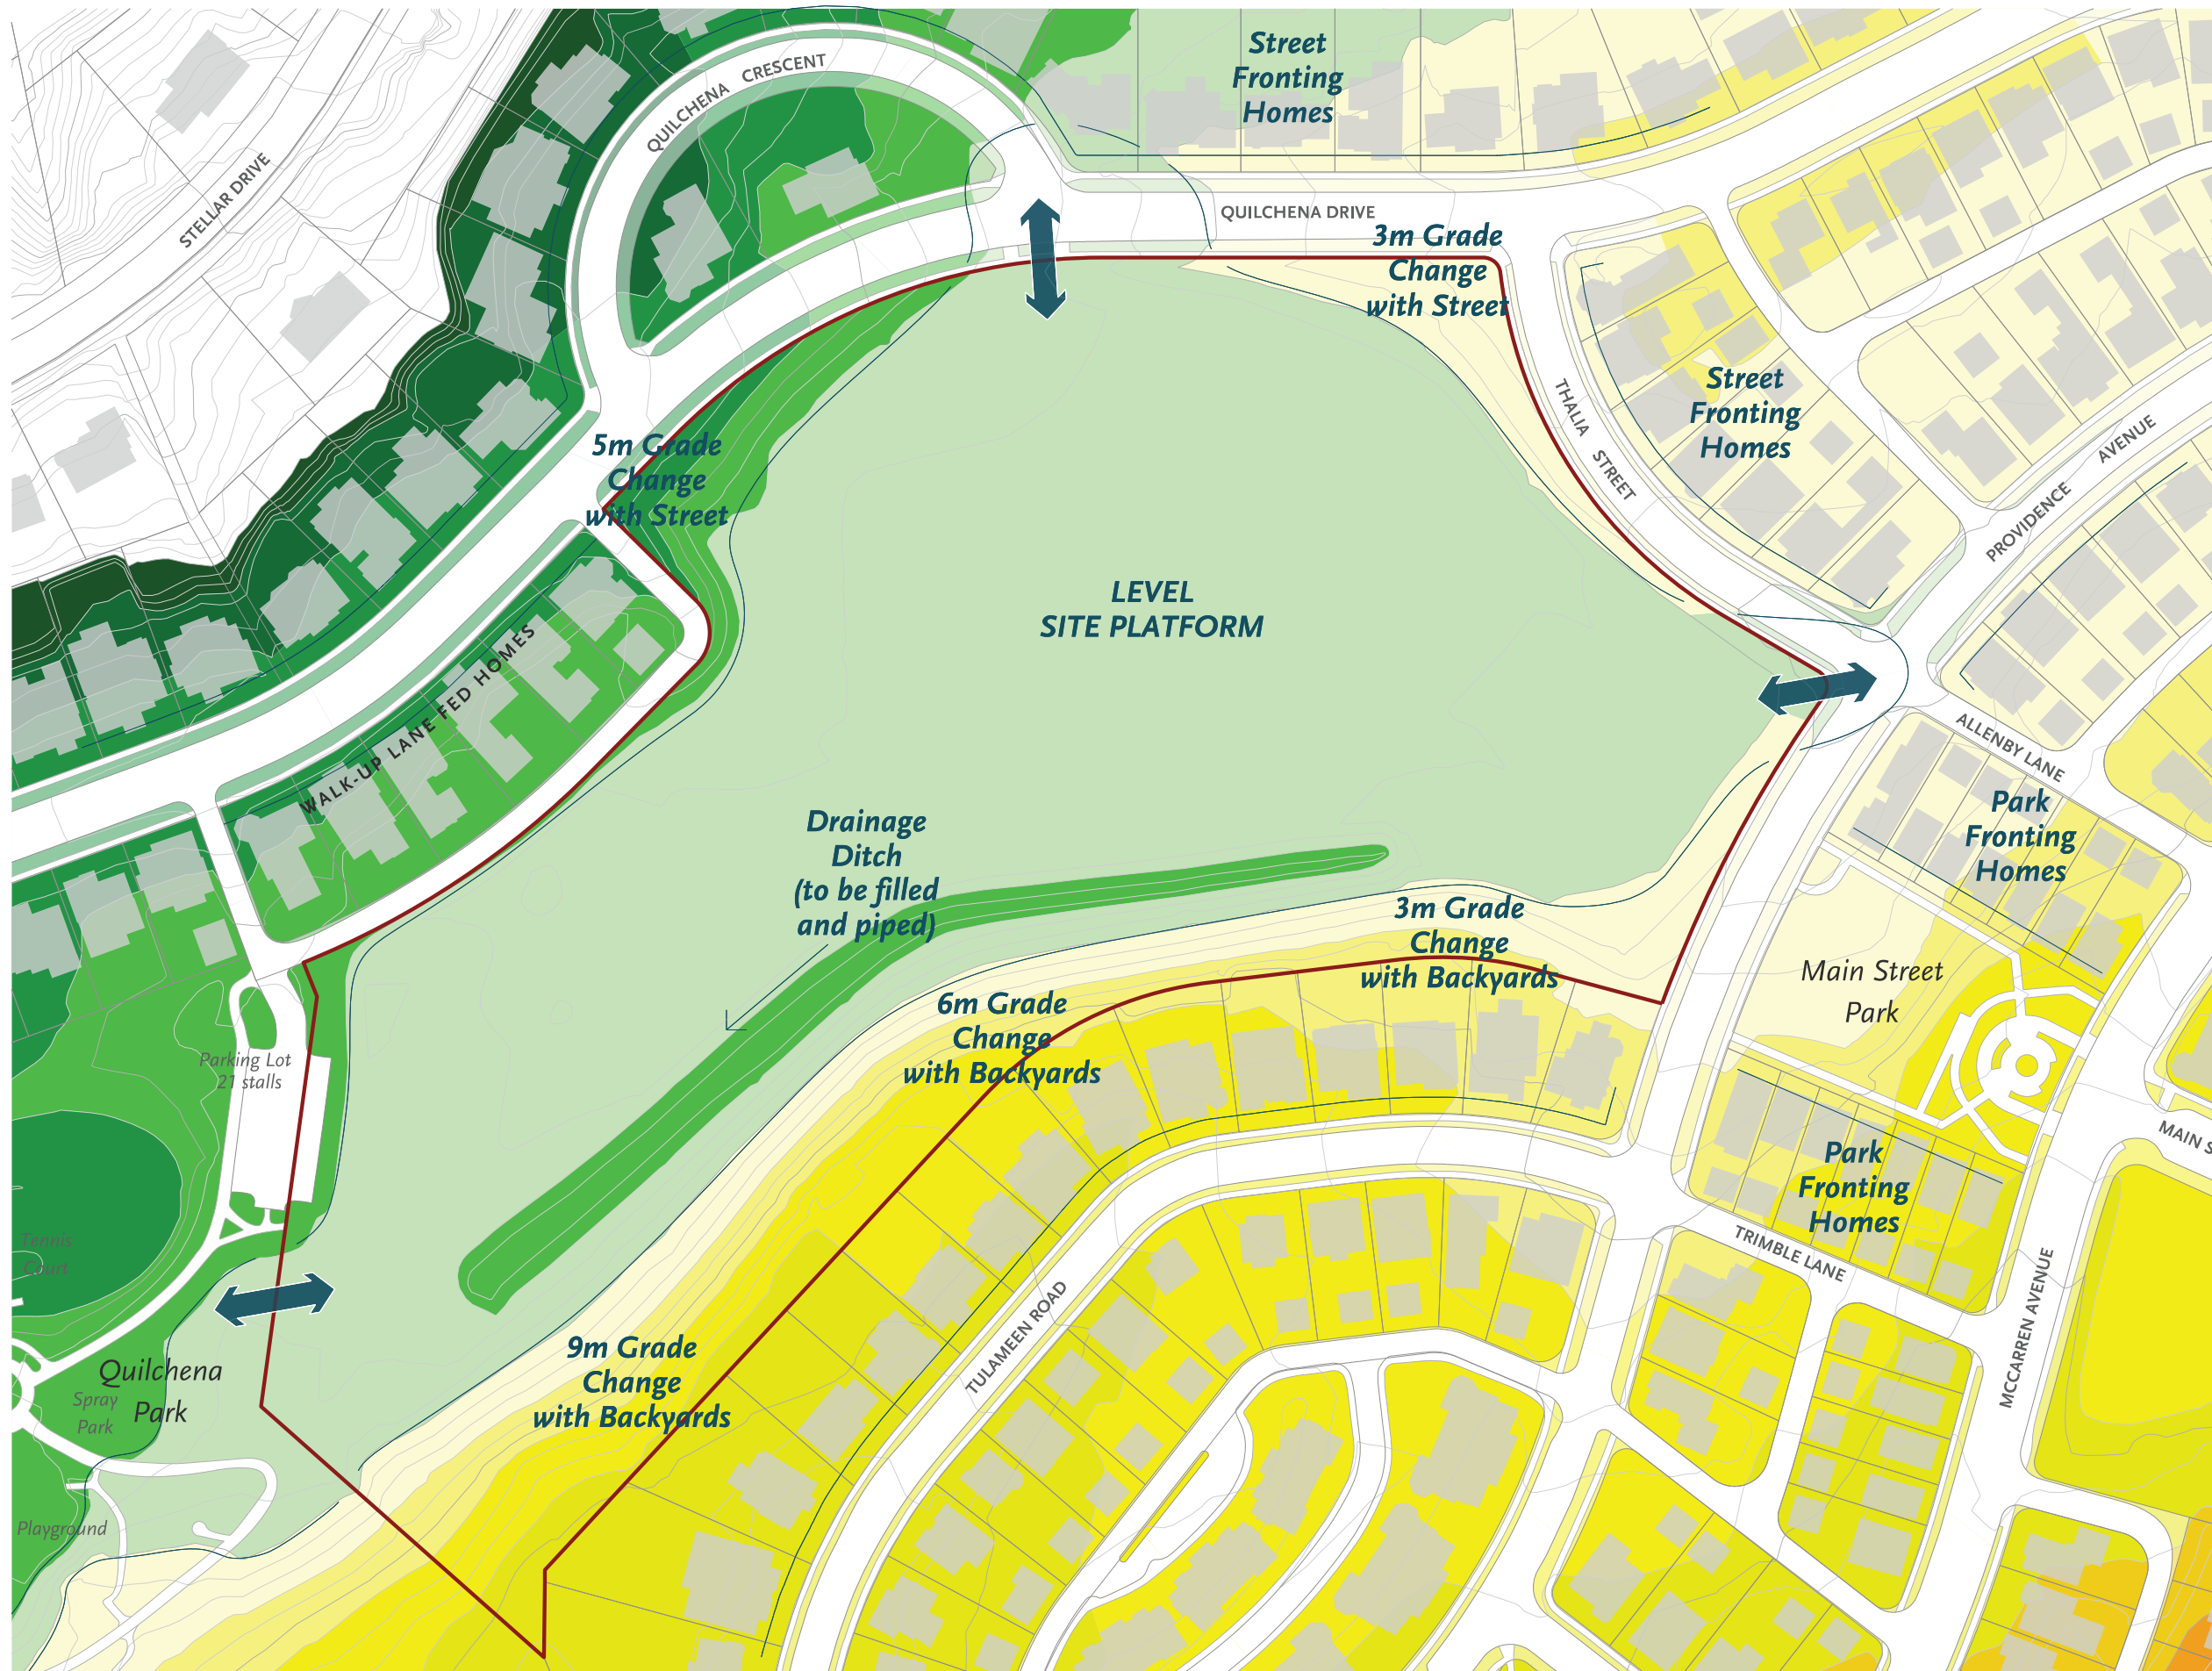 Street
Fronting
Homes
QUILCHENA CRESCENT
STELLAR DRIVE
QUILCHENA DRIVE
3m Grade
Change
with Street
Street
Fronting
Homes
THALIA STREET
PROVIDENCE AVENUE
5m Grade
Change
with Street
LEVEL
SITE PLATFORM
WALK-UP LANE FED HOMES
ALLENBY LANE
Park
Fronting
Homes
Drainage
Ditch
(to be filled
and piped)
3m Grade
Change
with Backyards
Main Street
Park
6m Grade
Change
with Backyards
Parking Lot
21 stalls
MAIN S
Park
Fronting
Homes
Tennis
Court
TRIMBLE LANE
MCCARREN AVENUE
TULAMEEN ROAD
9m Grade
Change
with Backyards
Quilchena
Park
Spray
Park
Playground